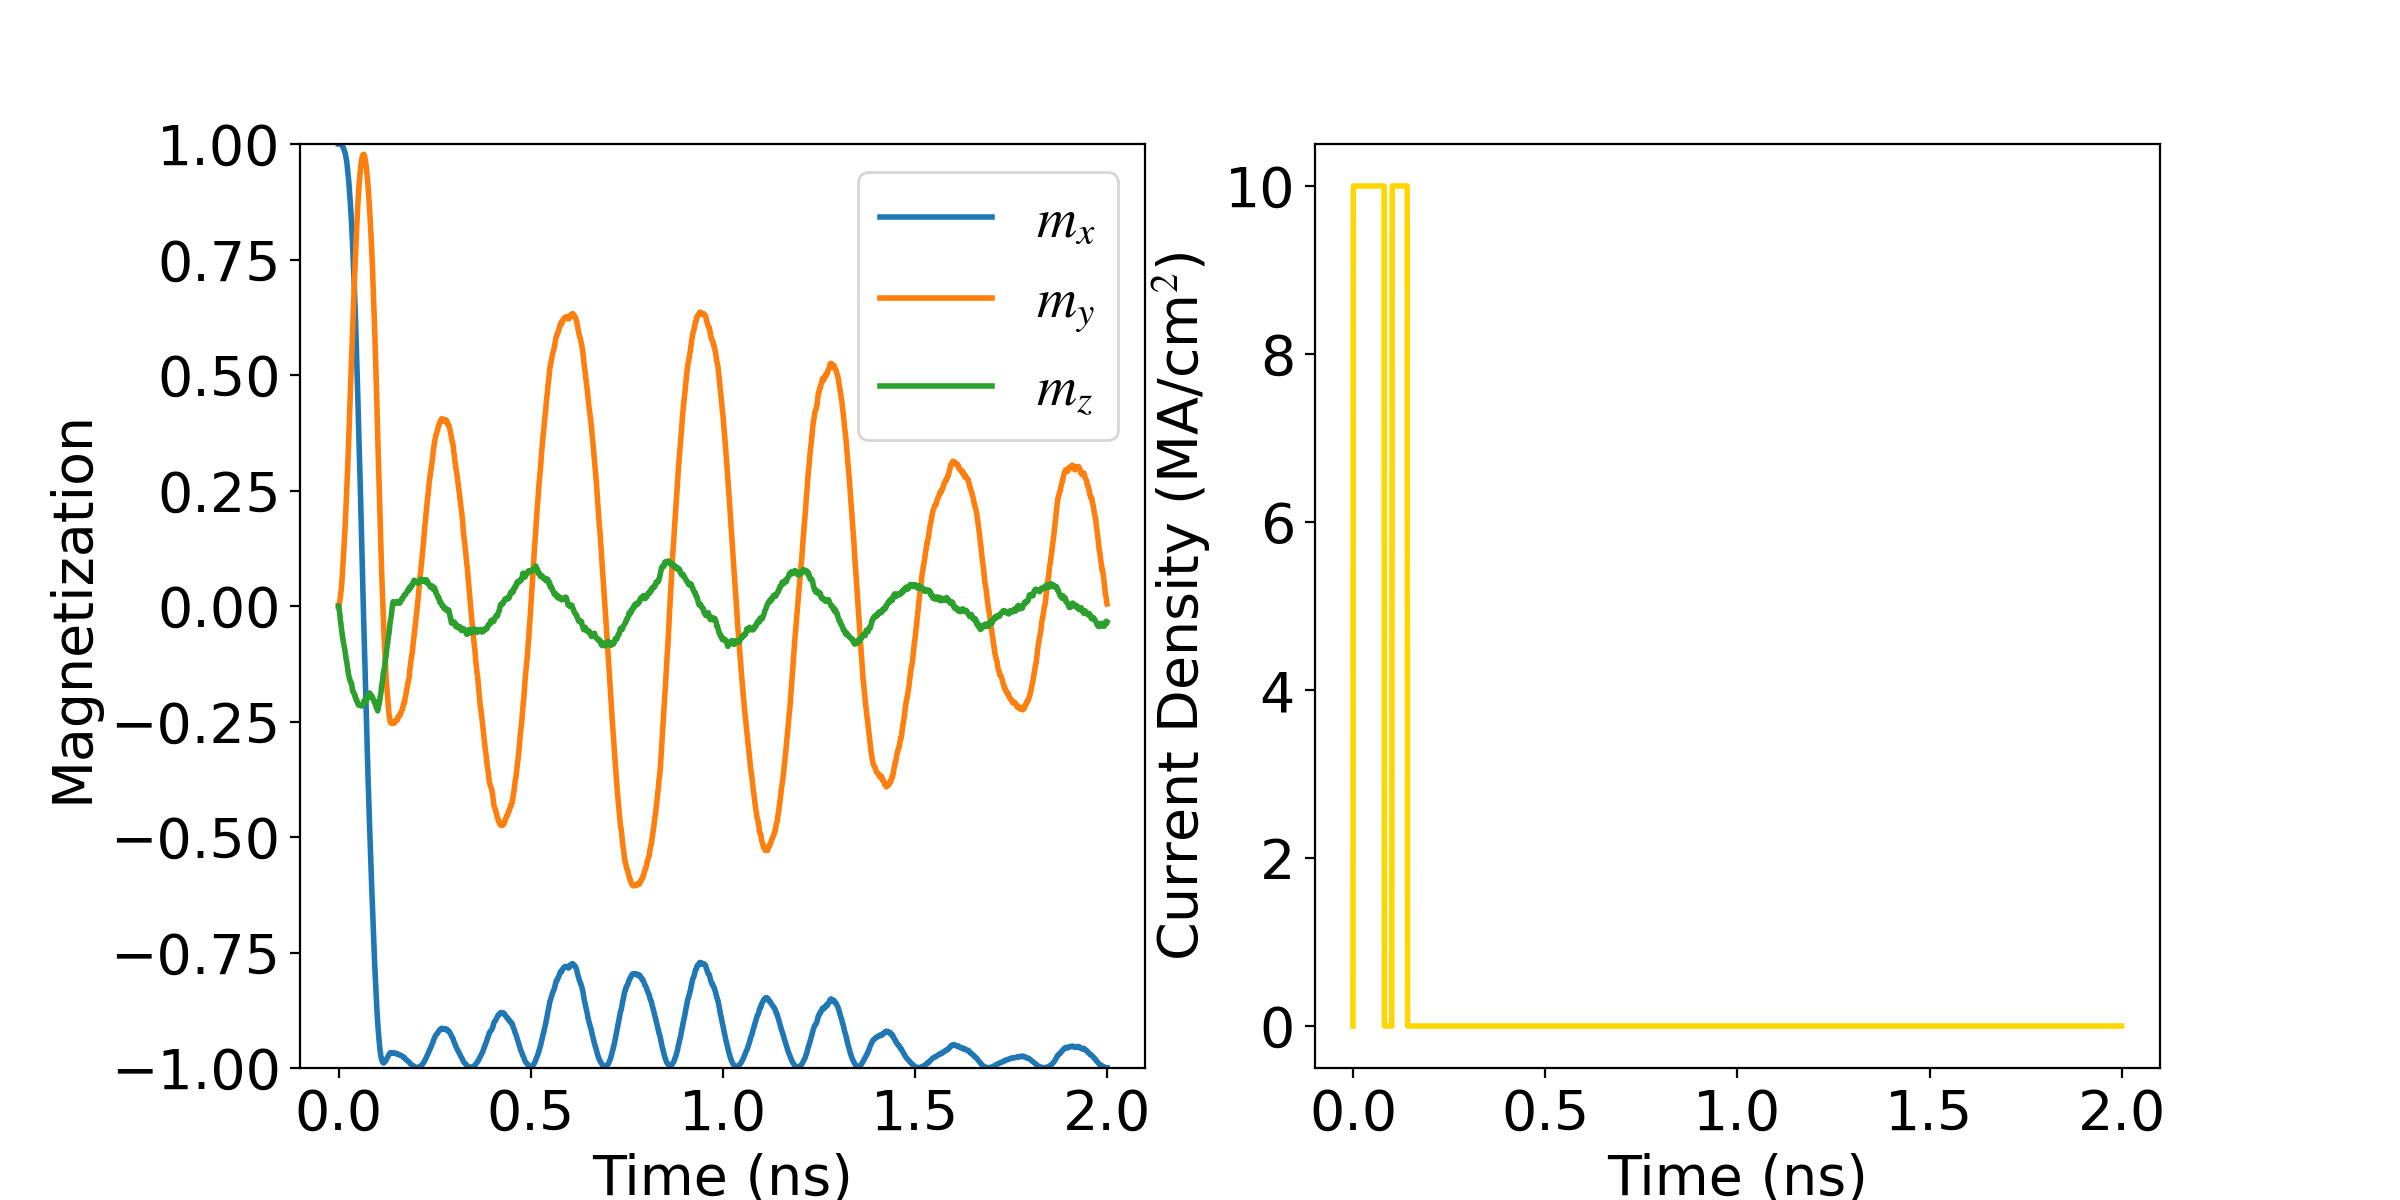 Magnetization
1.00
0.75
0.50
0.25
0.00
−0.25
−0.50
−0.75
−1.00
0.0 0.5 1.0 1.5 2.0
Time (ns)
m_x
m_y
m_z
Current Density (MA/cm²)
10
8
6
4
2
0
0.0 0.5 1.0 1.5 2.0
Time (ns)